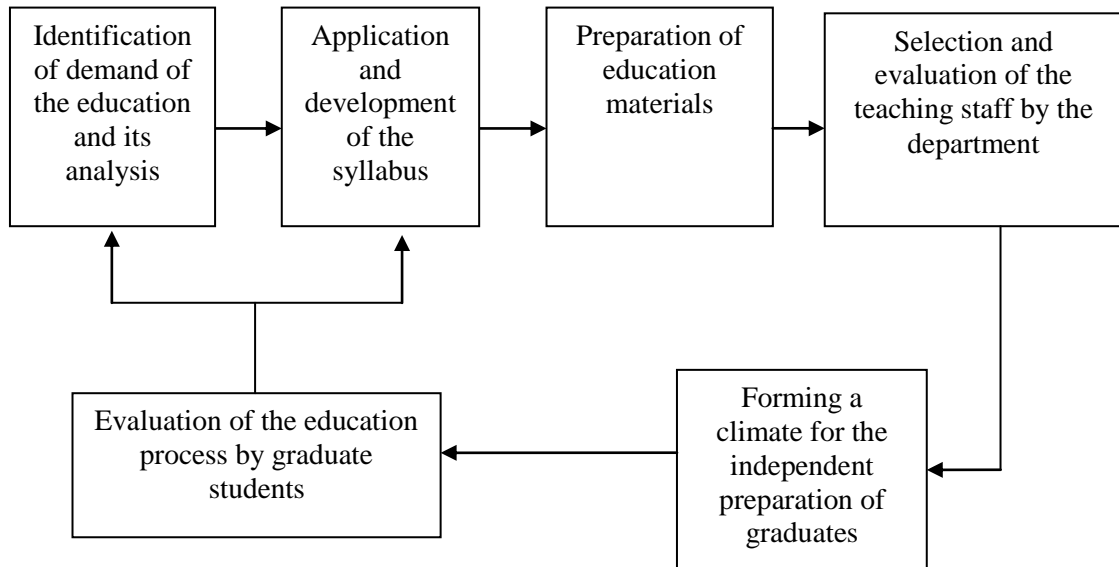 Identification
of demand of
the education
and its
analysis
Application
and
development
of the
syllabus
Preparation of
education
materials
Selection and
evaluation of the
teaching staff by the
department
Forming a
climate for the
independent
preparation of
graduates
Evaluation of the education
process by graduate
students